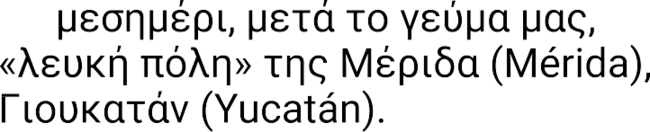 μεσημέρι, μετά το γεύμα μας,
«λευκή πόλη» της Μέριδα (Mérida),
Γιουκατάν (Yucatán).